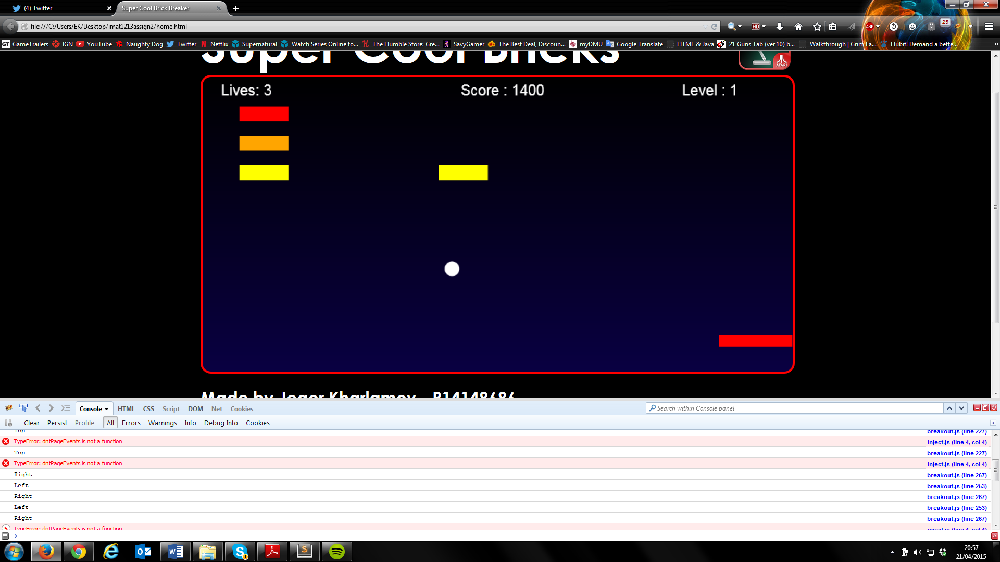 (4) Twitter
Super Cool Brick Breaker
file:///C:/Users/EK/Desktop/imat1213assign2/home.html
HD
ABP
25
GT GameTrailers IGN YouTube Naughty Dog Twitter N Netflix Supernatural Watch Series Online fo... The Humble Store: Gre... SavyGamer The Best Deal, Discoun... myDMU Google Translate HTML & Java 21 Guns Tab (ver 10) b... Walkthrough | Grim Fa... Flubit! Demand a bette...
Super Cool Bricks
ATARI
Lives: 3 Score : 1400 Level : 1
Made by Jegor Kharlamov P14148686
Console HTML CSS Script DOM Net Cookies
Search within Console panel
Clear Persist Profile All Errors Warnings Info Debug Info Cookies
Top breakout.js (line 227)
TypeError: dntPageEvents is not a function inject.js (line 4, col 4)
Top breakout.js (line 227)
TypeError: dntPageEvents is not a function inject.js (line 4, col 4)
Right breakout.js (line 267)
Left breakout.js (line 253)
Right breakout.js (line 267)
Left breakout.js (line 253)
Right breakout.js (line 267)
5 TypeError: dntPageEvents is not a function inject.js (line 4, col 4)
20:57
21/04/2015